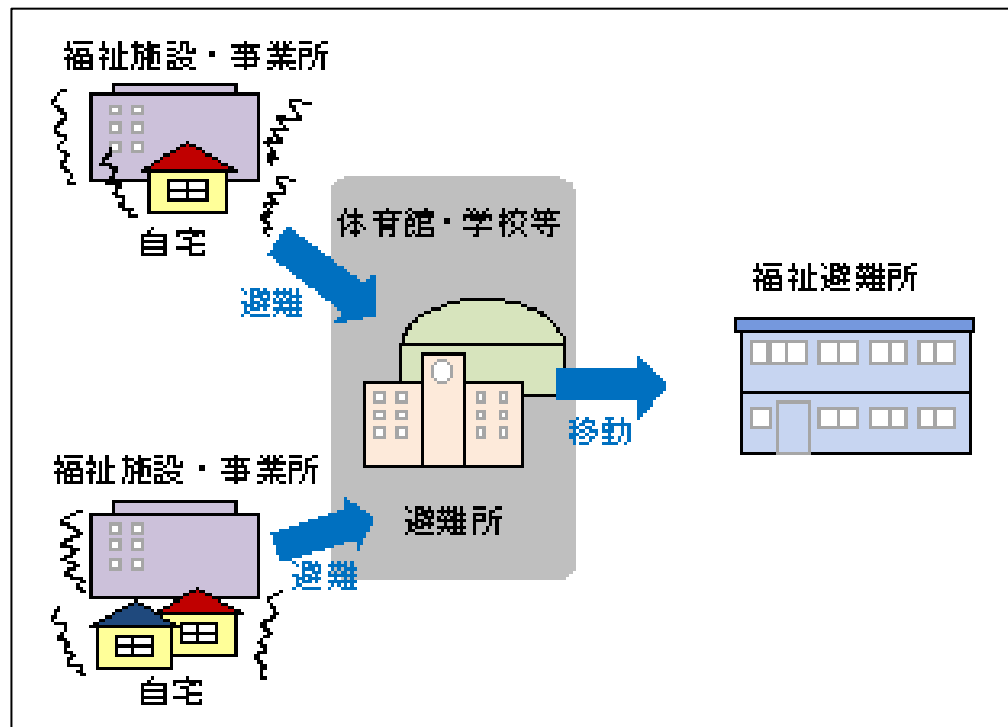 福祉施設・事業所
自宅
避難
体育館・学校等
福祉避難所
移動
福祉施設・事業所
避難所
避難
自宅